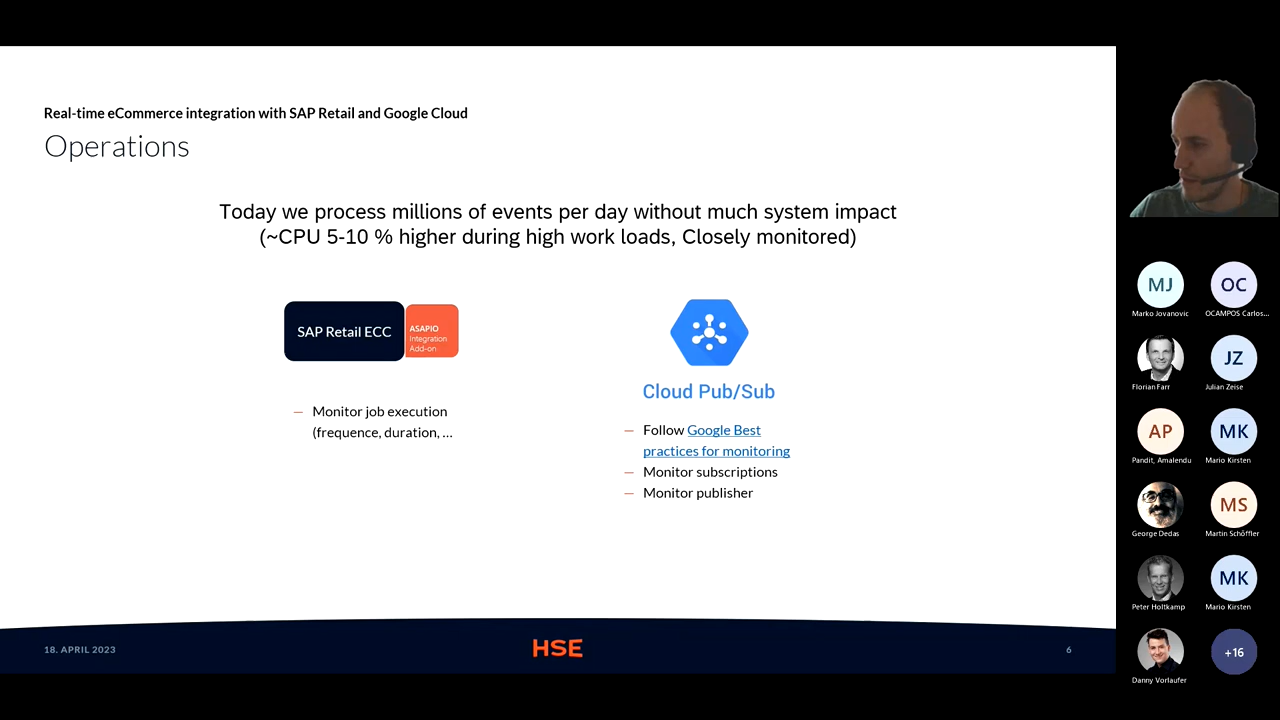 Real-time eCommerce integration with SAP Retail and Google Cloud
Operations
Today we process millions of events per day without much system impact
(~CPU 5-10 % higher during high work loads, Closely monitored)
SAP Retail ECC
ASAPIO
Integration
Add-on
— Monitor job execution
(frequence, duration, ...
Cloud Pub/Sub
— Follow Google Best
practices for monitoring
— Monitor subscriptions
— Monitor publisher
18. APRIL 2023
HSE
6
MJ
Marko Jovanovic
OC
OCAMPOS Carlos...
Florian Farr
JZ
Julian Zeise
AP
Pandit, Amalendu
MK
Mario Kirsten
George Dedas
MS
Martin Schöffler
Peter Holtkamp
MK
Mario Kirsten
Danny Vorlaufer
+16